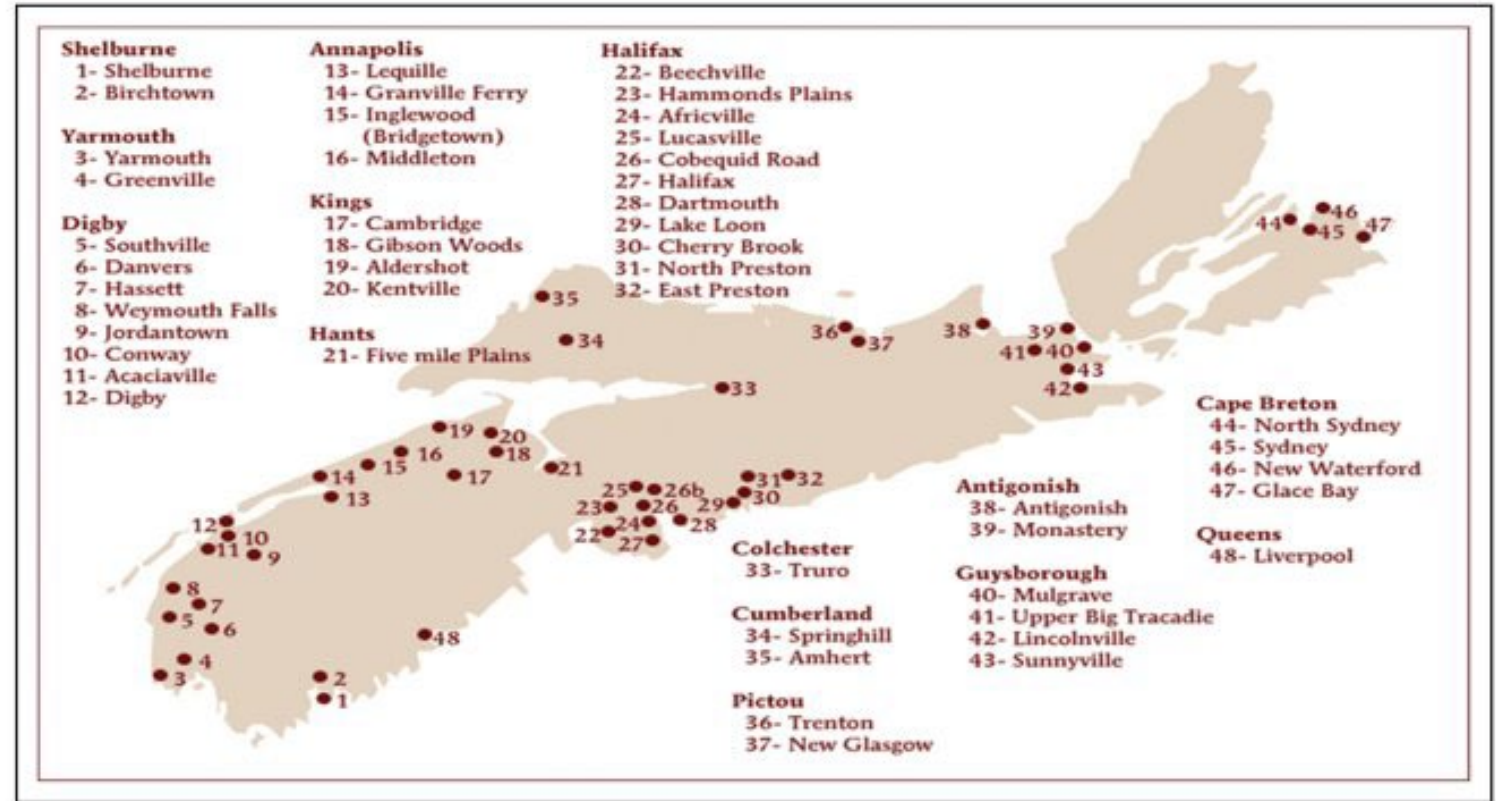 Shelburne
1- Shelburne
2- Birchtown
Yarmouth
3- Yarmouth
4- Greenville
Digby
5- Southville
6- Danvers
7- Hassett
8- Weymouth Falls
9- Jordantown
10- Conway
11- Acaciaville
12- Digby
Annapolis
13- Lequille
14- Granville Ferry
15- Inglewood
(Bridgetown)
16- Middleton
Kings
17- Cambridge
18- Gibson Woods
19- Aldershot
20- Kentville
Hants
21- Five mile Plains
Halifax
22- Beechville
23- Hammonds Plains
24- Africville
25- Lucasville
26- Cobequid Road
27- Halifax
28- Dartmouth
29- Lake Loon
30- Cherry Brook
31- North Preston
32- East Preston
Colchester
33- Truro
Cumberland
34- Springhill
35- Amhert
Pictou
36- Trenton
37- New Glasgow
Antigonish
38- Antigonish
39- Monastery
Guysborough
40- Mulgrave
41- Upper Big Tracadie
42- Lincolnville
43- Sunnyville
Cape Breton
44- North Sydney
45- Sydney
46- New Waterford
47- Glace Bay
Queens
48- Liverpool
46
44
47
45
35
36
38
39
34
37
41
40
43
33
42
19
20
16
18
15
21
14
17
31
32
13
25
26b
30
23
26
29
12
24
28
10
22
27
11
9
8
7
5
6
48
4
3
2
1